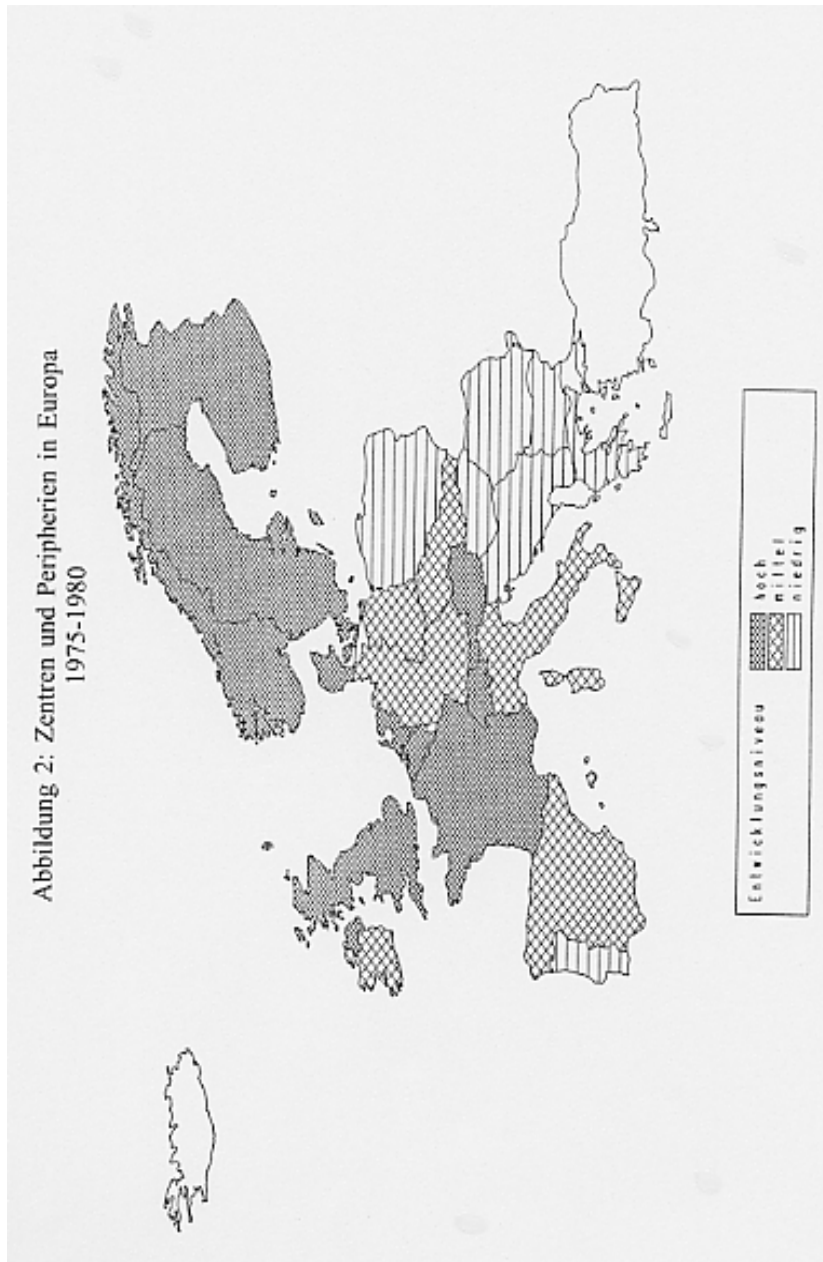 Abbildung 2: Zentren und Peripherien in Europa
1975-1980
Entwicklungsniveau
hoch
mittel
niedrig